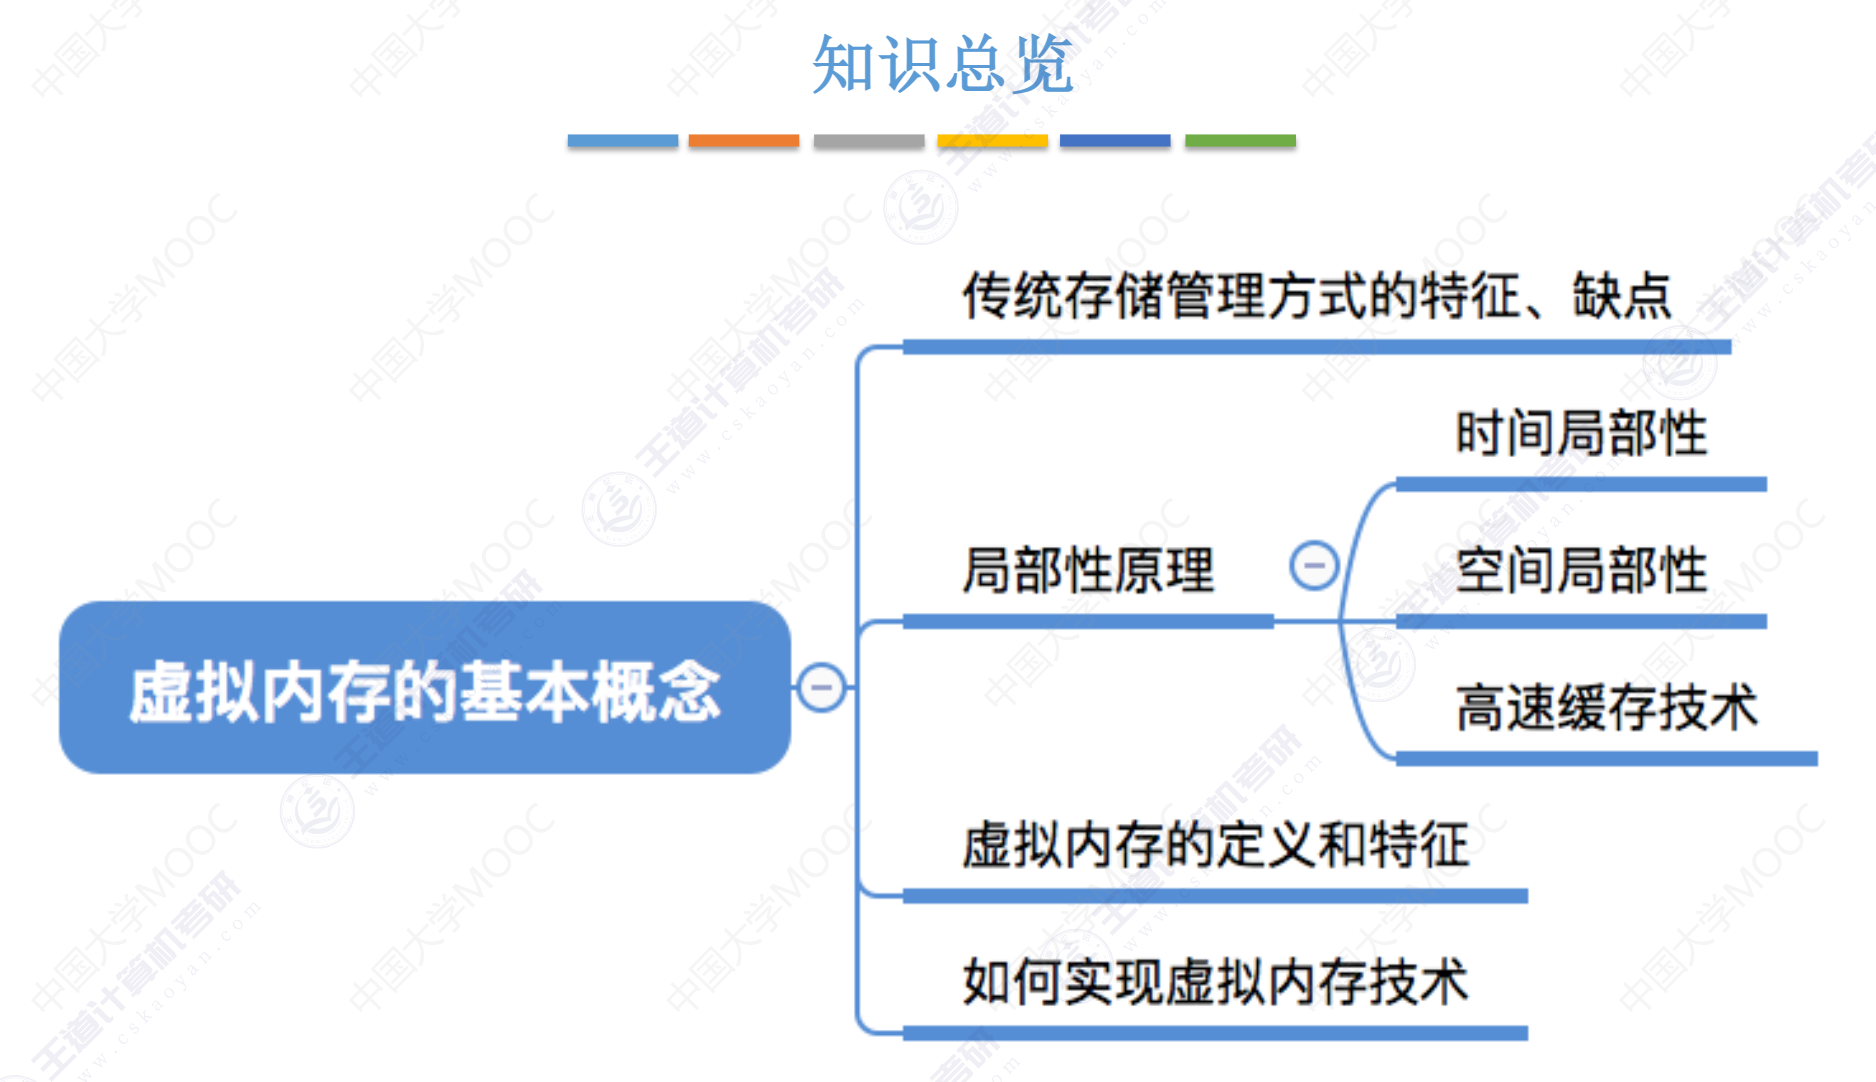 知识总览
传统存储管理方式的特征、缺点
时间局部性
局部性原理
空间局部性
高速缓存技术
虚拟内存的基本概念
虚拟内存的定义和特征
如何实现虚拟内存技术
中国大学MOOC
王道计算机考研
www.cskaoyan.com